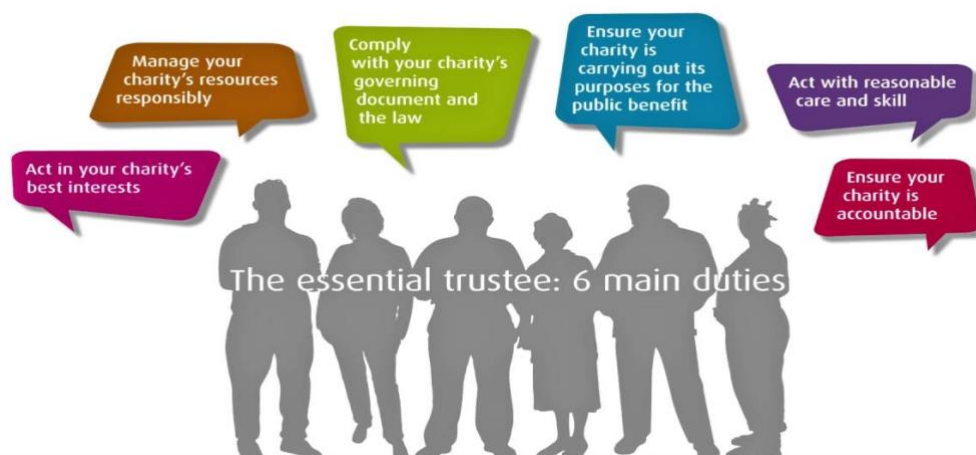 Act in your charity's
best interests
Manage your
charity's resources
responsibly
Comply
with your charity's
governing
document and
the law
Ensure your
charity is
carrying out its
purposes for the
public benefit
Act with reasonable
care and skill
Ensure your
charity is
accountable
The essential trustee: 6 main duties